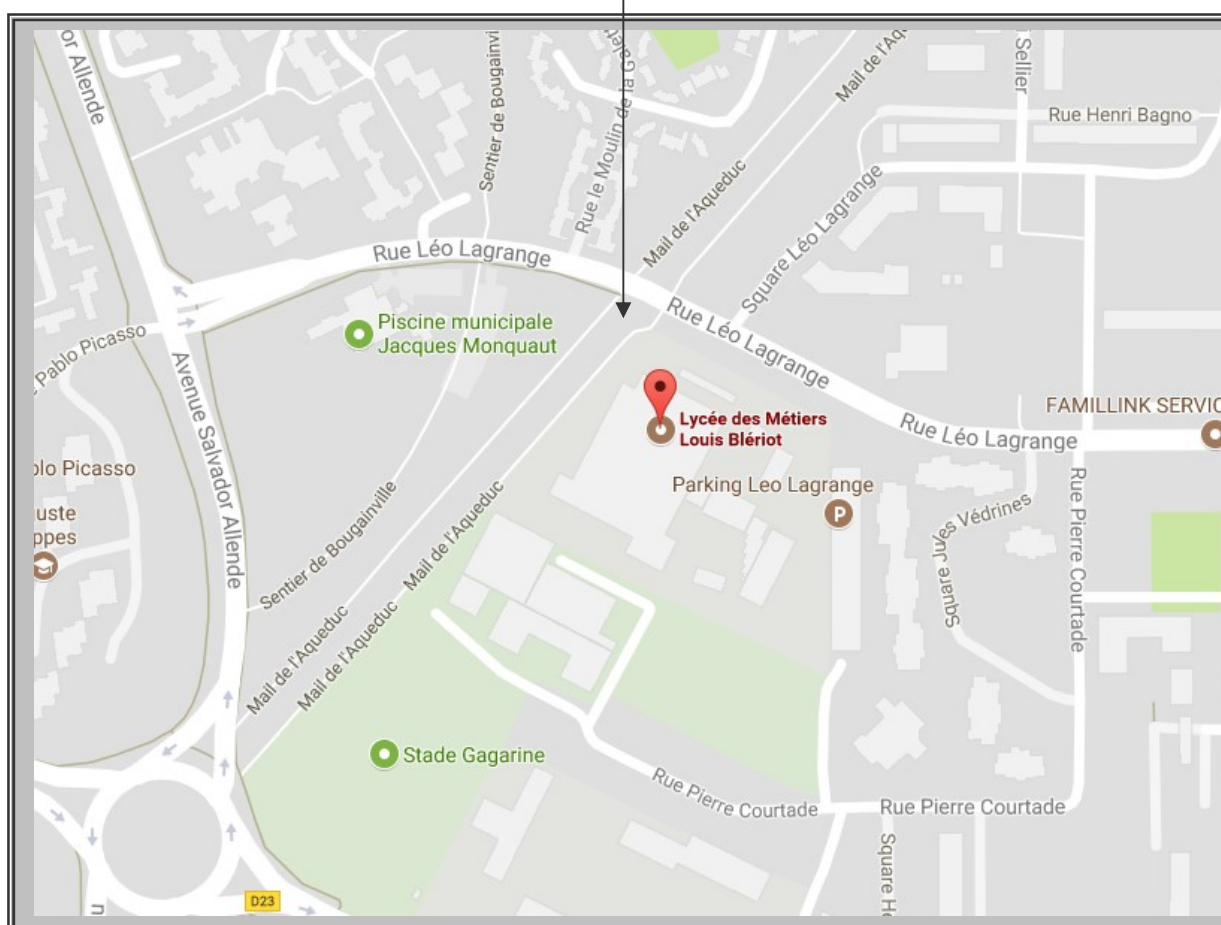 or Allende
Sentier de Bougainvil
Rue le Moulin de la Galett
Mail de l'Aqu
i Sellier
Rue Henri Bagno
Mail de l'Aqueduc
Square Léo Lagrange
Rue Léo Lagrange
Rue Léo Lagrange
Piscine municipale
Jacques Monquaut
Pablo Picasso
Avenue Salvador Allende
Lycée des Métiers
Louis Blériot
FAMILLINK SERVIC
Rue Léo Lagrange
blo Picasso
Parking Leo Lagrange
P
uste
ppes
Sentier de Bougainville
Mail de l'Aqueduc
Square Jules Védrines
Rue Pierre Courtade
Mail de l'Aqueduc
Mail de l'Aqueduc
Stade Gagarine
Rue Pierre Courtade
Rue Pierre Courtade
Square He
D23
n